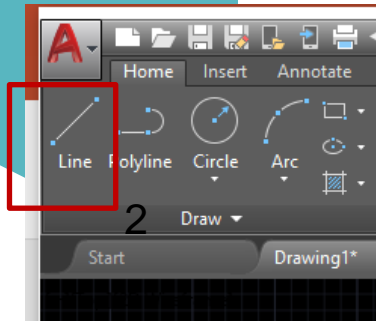 A
Home Insert Annotate
Line Polyline Circle Arc
2
Draw
Start Drawing1*